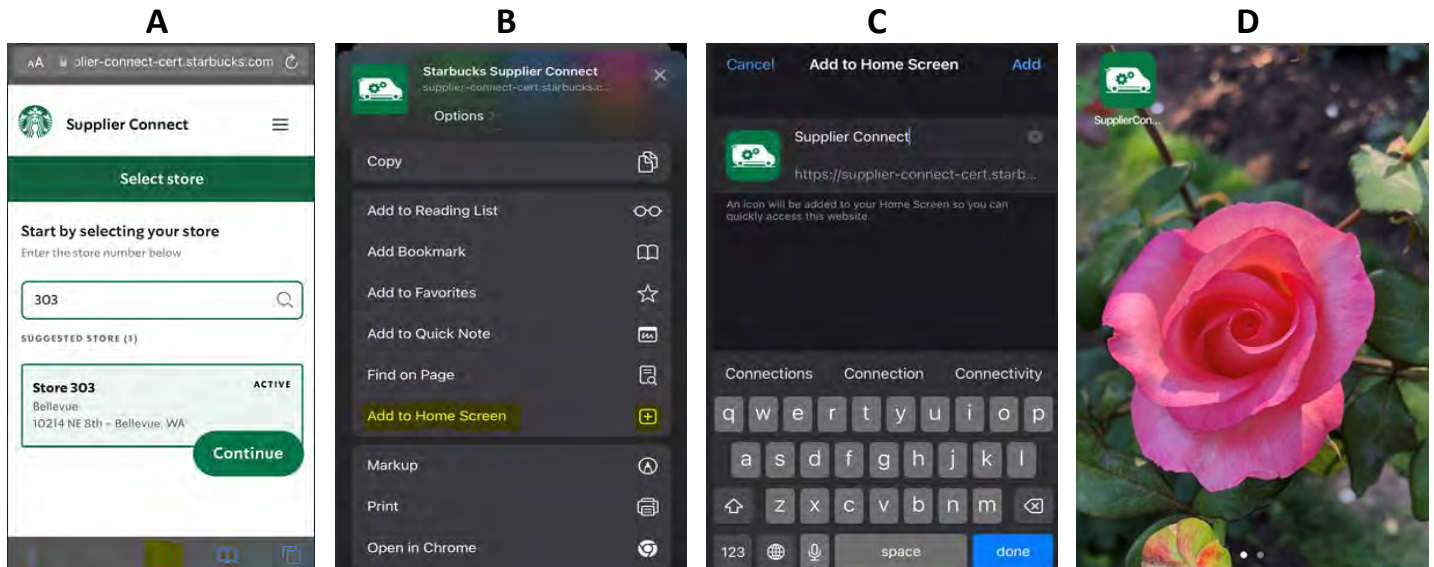 A
B
C
D
AA plier-connect-cert.starbucks.com
Supplier Connect
Select store
Start by selecting your store
Enter the store number below
303
SUGGESTED STORE (1)
Store 303
ACTIVE
Bellevue
10214 NE 8th - Bellevue, WA
Continue
Starbucks Supplier Connect
supplier-connect-cert.starbucks.c...
Options
Copy
Add to Reading List
Add Bookmark
Add to Favorites
Add to Quick Note
Find on Page
Add to Home Screen
Markup
Print
Open in Chrome
Cancel Add to Home Screen Add
Supplier Connect
https://supplier-connect-cert.starb...
An icon will be added to your Home Screen so you can
quickly access this website.
Connections Connection Connectivity
q w e r t y u i o p
a s d f g h j k l
z x c v b n m
123 space done
SupplierCon...